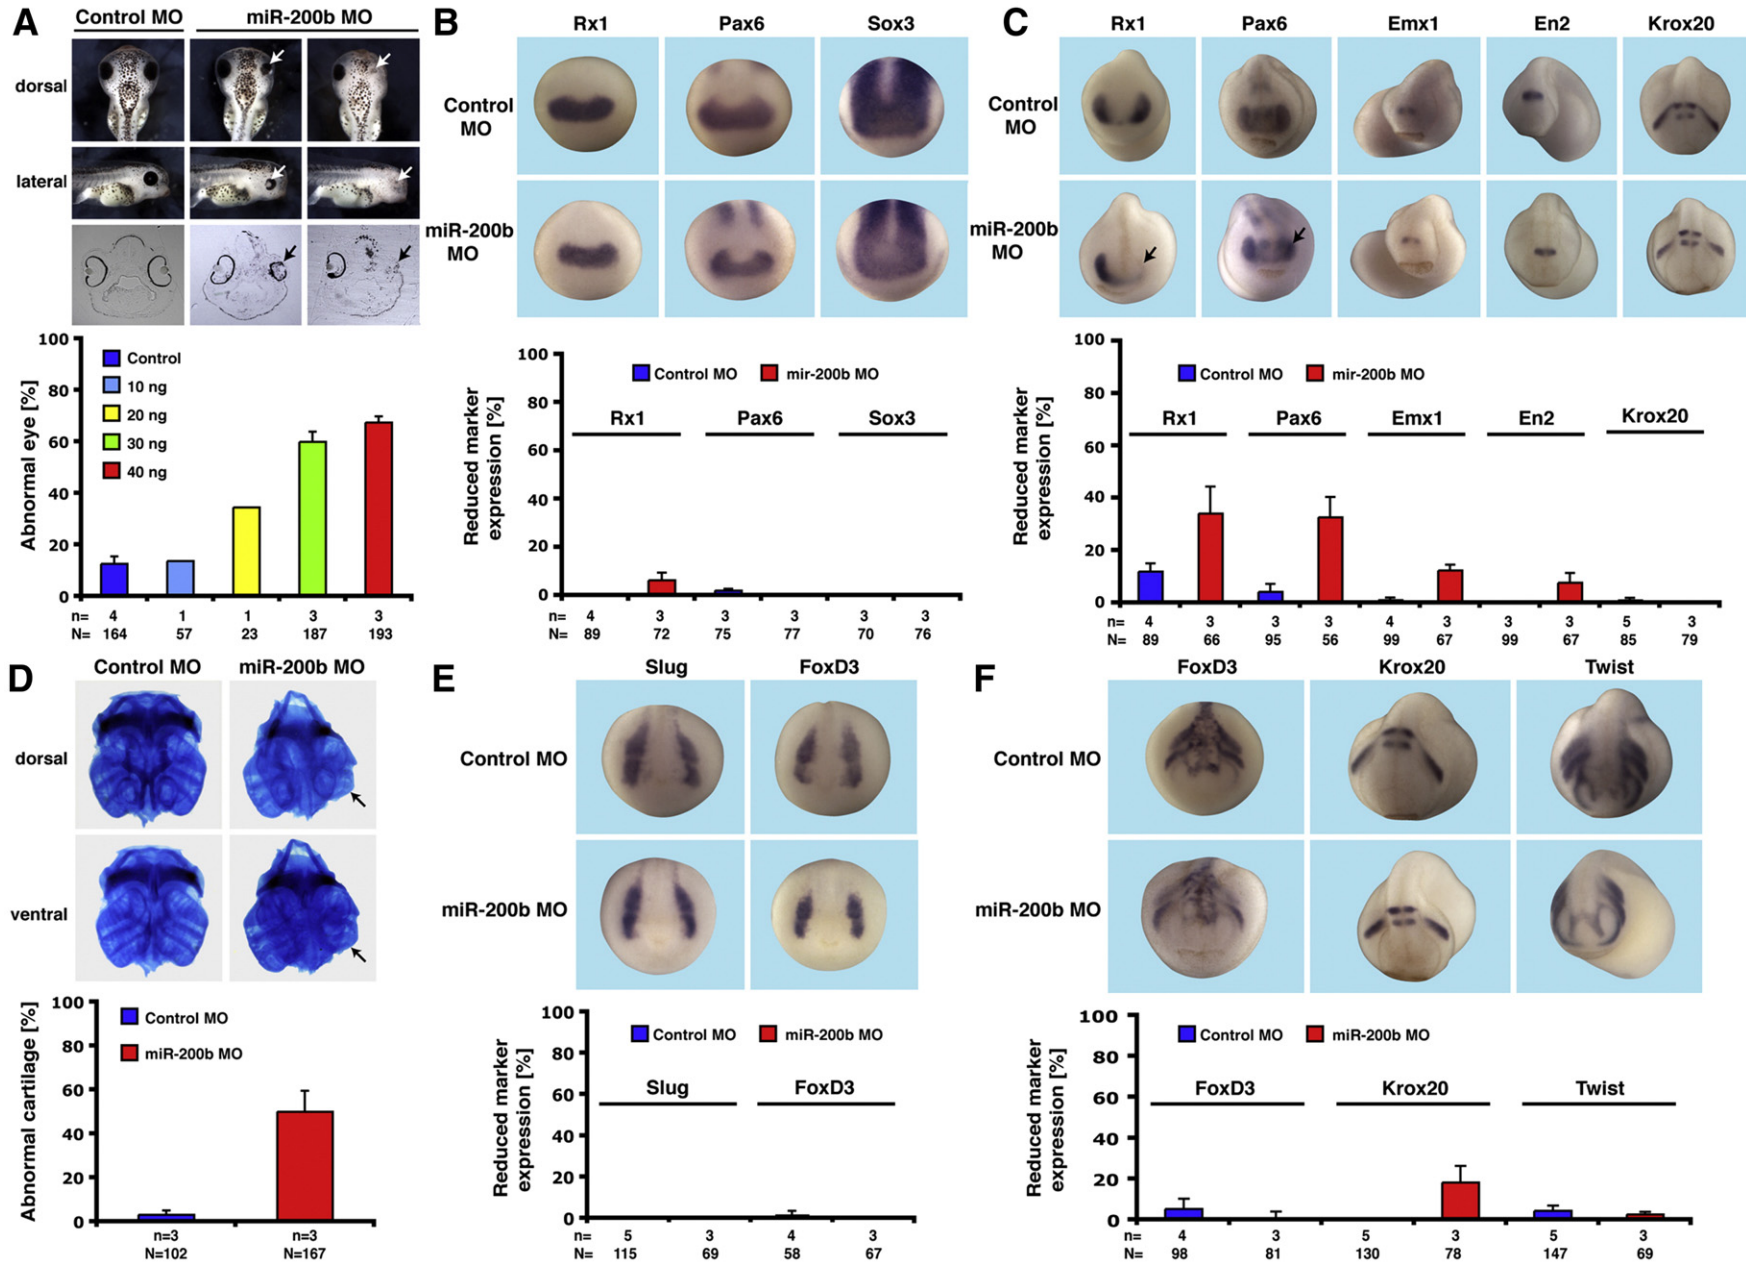 A
Control MO
miR-200b MO
dorsal
lateral
Abnormal eye [%]
100
80
60
40
20
0
Control
10 ng
20 ng
30 ng
40 ng
n= 4 1 1 3 3
N= 164 57 23 187 193
B
Rx1 Pax6 Sox3
Control
MO
miR-200b
MO
Reduced marker
expression [%]
100
80
60
40
20
0
Control MO mir-200b MO
Rx1 Pax6 Sox3
n= 4 3 3 3 3 3
N= 89 72 75 77 70 76
C
Rx1 Pax6 Emx1 En2 Krox20
Control
MO
miR-200b
MO
Reduced marker
expression [%]
100
80
60
40
20
0
Control MO mir-200b MO
Rx1 Pax6 Emx1 En2 Krox20
n= 4 3 3 3 4 3 3 3 5 3
N= 89 66 95 56 99 67 99 67 85 79
D
Control MO miR-200b MO
dorsal
ventral
Abnormal cartilage [%]
100
80
60
40
20
0
Control MO
miR-200b MO
n=3 n=3
N=102 N=167
E
Slug FoxD3
Control MO
miR-200b MO
Reduced marker
expression [%]
100
80
60
40
20
0
Control MO miR-200b MO
Slug FoxD3
n= 5 3 4 3
N= 115 69 58 67
F
FoxD3 Krox20 Twist
Control MO
miR-200b MO
Reduced marker
expression [%]
100
80
60
40
20
0
Control MO miR-200b MO
FoxD3 Krox20 Twist
n= 4 3 5 3 5 3
N= 98 81 130 78 147 69